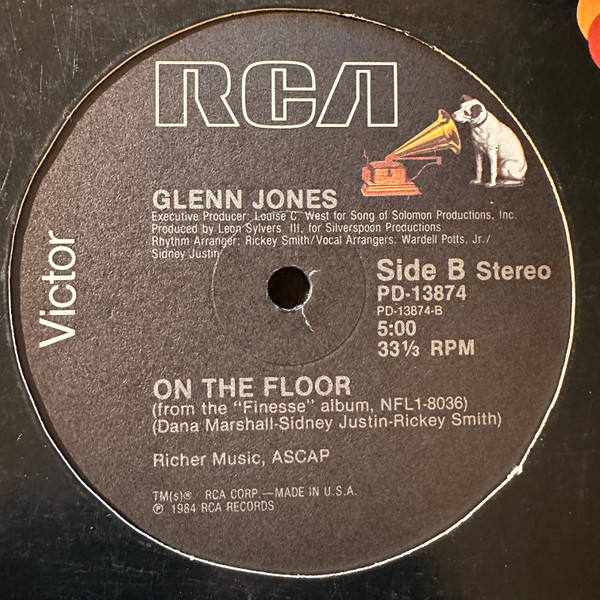 RCA
GLENN JONES
Executive Producer: Louise C. West for Song of Solomon Productions, Inc.
Produced by Leon Sylvers, III, for Silverspoon Productions
Rhythm Arranger: Rickey Smith/Vocal Arrangers: Wardell Potts, Jr./
Sidney Justin
Victor
Side B Stereo
PD-13874
PD-13874-B
5:00
33⅓ RPM
ON THE FLOOR
(from the "Finesse" album, NFL1-8036)
(Dana Marshall-Sidney Justin-Rickey Smith)
Richer Music, ASCAP
TM(s)® RCA CORP.—MADE IN U.S.A.
℗ 1984 RCA RECORDS